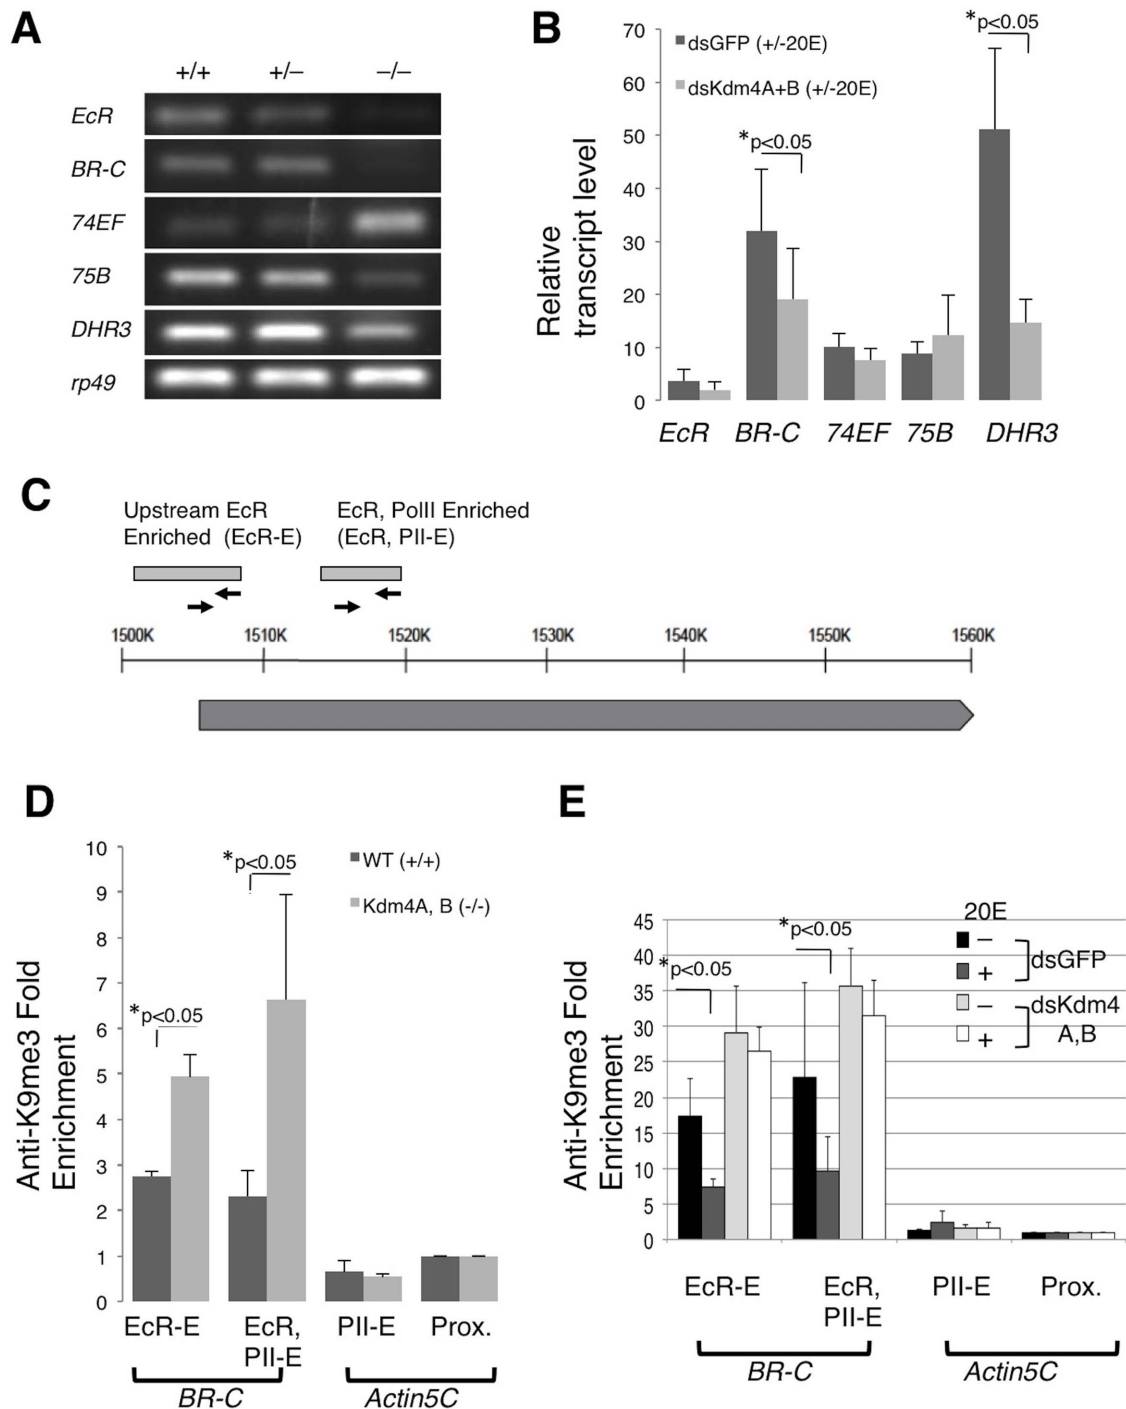 A
+/+ +/– –/–
EcR
BR-C
74EF
75B
DHR3
rp49
B
dsGFP (+/-20E)
dsKdm4A+B (+/-20E)
*p<0.05
*p<0.05
Relative
transcript level
70
60
50
40
30
20
10
0
EcR BR-C 74EF 75B DHR3
C
Upstream EcR
Enriched (EcR-E)
EcR, PolII Enriched
(EcR, PII-E)
1500K 1510K 1520K 1530K 1540K 1550K 1560K
D
WT (+/+)
Kdm4A, B (-/-)
*p<0.05
*p<0.05
Anti-K9me3 Fold
Enrichment
10
9
8
7
6
5
4
3
2
1
0
EcR-E EcR, PII-E Prox.
PII-E
BR-C Actin5C
E
20E
– dsGFP
+
– dsKdm4
+ A,B
*p<0.05
*p<0.05
Anti-K9me3 Fold
Enrichment
45
40
35
30
25
20
15
10
5
0
EcR-E EcR, PII-E Prox.
PII-E
BR-C Actin5C